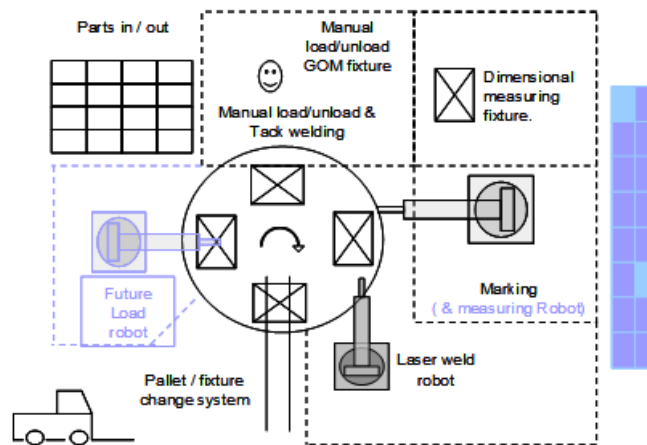 Parts in / out
Manual
load/unload
GOM fixture
Dimensional
measuring
fixture.
Manual load/unload &
Tack welding
Future
Load
robot
Marking
( & measuring Robot)
Laser weld
robot
Pallet / fixture
change system